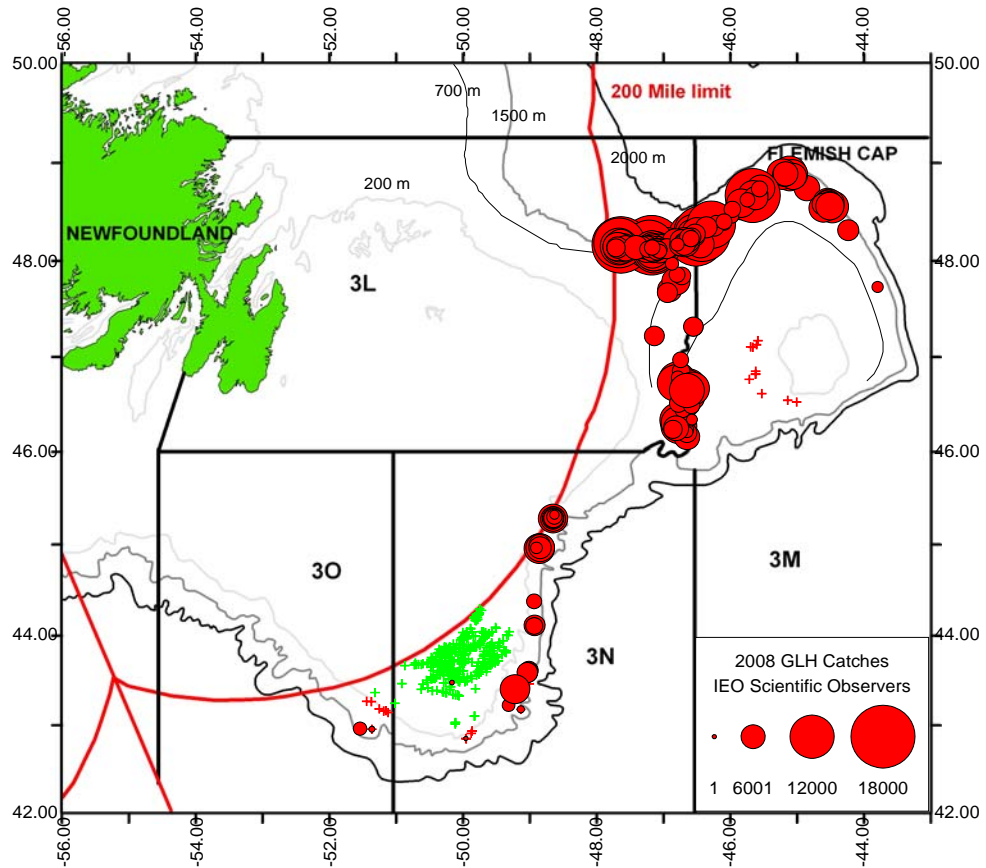 -56.00 -54.00 -52.00 -50.00 -48.00 -46.00 -44.00
50.00 50.00
700 m
200 Mile limit
1500 m
2000 m
FLEMISH CAP
200 m
NEWFOUNDLAND
48.00 48.00
3L
46.00 46.00
3O
3M
44.00 44.00
3N
2008 GLH Catches
IEO Scientific Observers
1 6001 12000 18000
42.00 42.00
-56.00 -54.00 -52.00 -50.00 -48.00 -46.00 -44.00